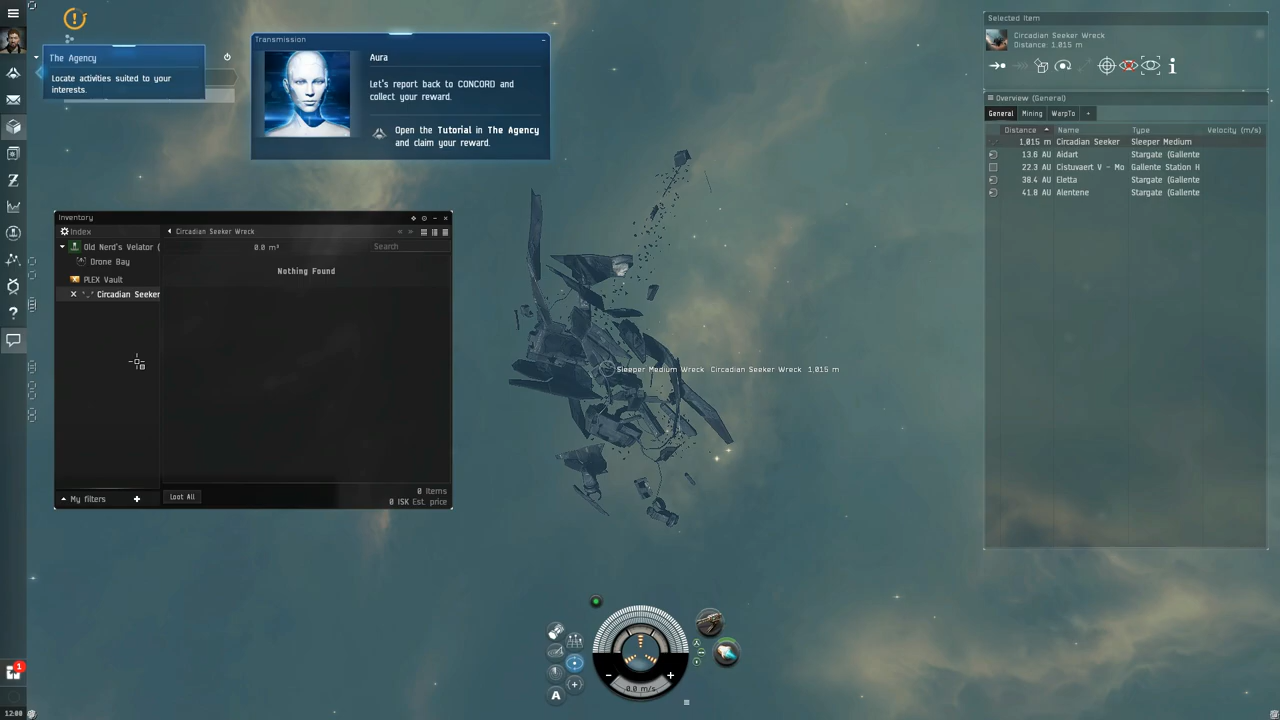 The Agency
Locate activities suited to your
interests.
Transmission
Aura
Let's report back to CONCORD and
collect your reward.
Open the Tutorial in The Agency
and claim your reward.
Selected Item
Circadian Seeker Wreck
Distance: 1,015 m
Overview (General)
General Mining WarpTo +
Distance Name Type Velocity (m/s)
1,015 m Circadian Seeker Sleeper Medium
13.6 AU Aidart Stargate (Gallente
22.3 AU Cistuvaert V - Mo Gallente Station H
38.4 AU Eletta Stargate (Gallente
41.8 AU Alentene Stargate (Gallente
Inventory
Index
Circadian Seeker Wreck
Old Nerd's Velator (
0.0 m³
Search
Drone Bay
Nothing Found
PLEX Vault
Circadian Seeker
My filters +
Loot All
0 Items
0 ISK Est. price
Sleeper Medium Wreck Circadian Seeker Wreck 1,015 m
0.0 m/s
A
1
12:00